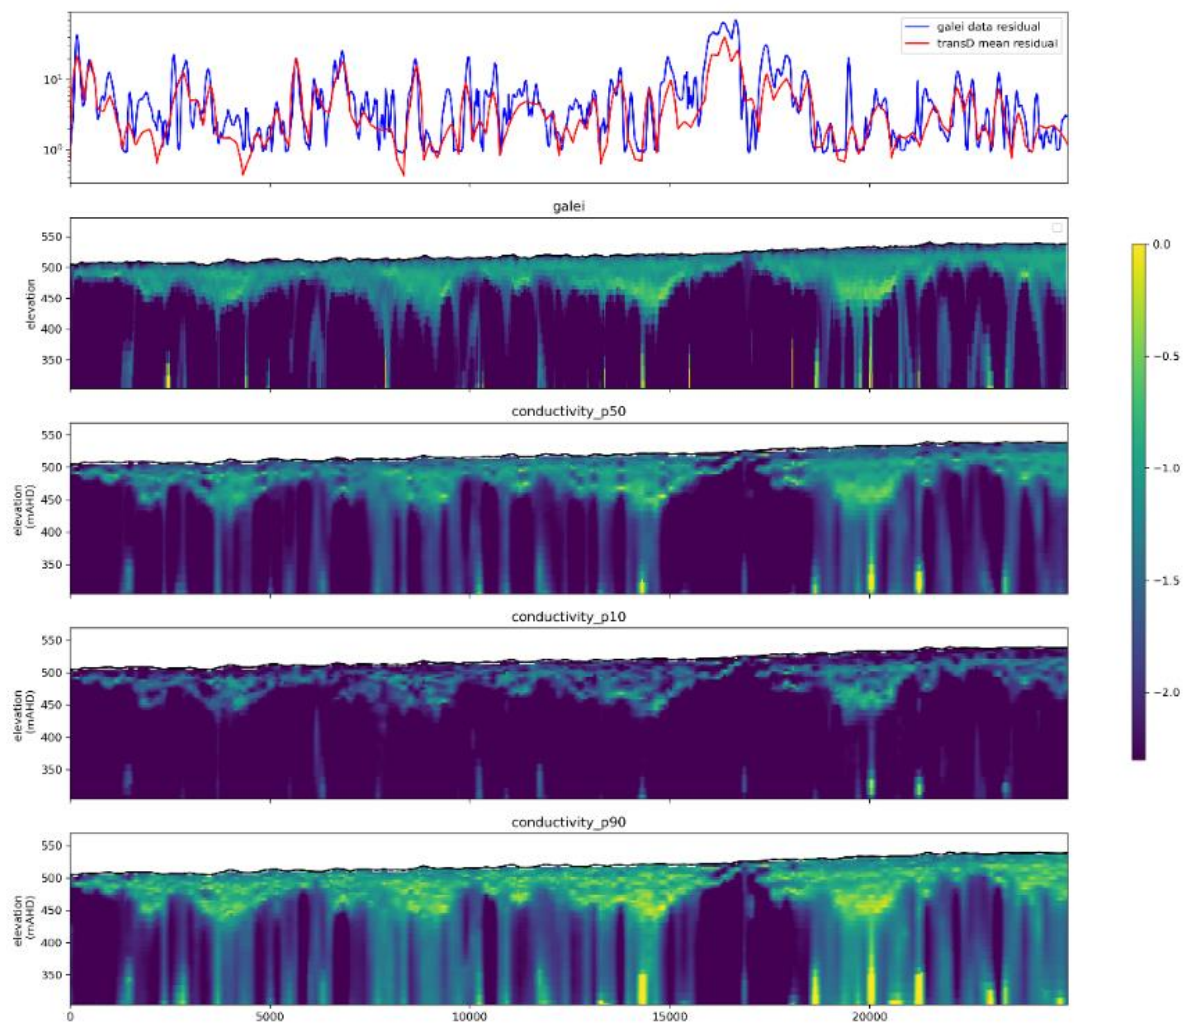 galei data residual
transD mean residual
10¹
10⁰
galei
550
500
450
400
350
elevation
conductivity_p50
550
500
450
400
350
elevation
(mAHD)
conductivity_p10
550
500
450
400
350
elevation
(mAHD)
conductivity_p90
550
500
450
400
350
elevation
(mAHD)
0
5000
10000
15000
20000
0.0
−0.5
−1.0
−1.5
−2.0